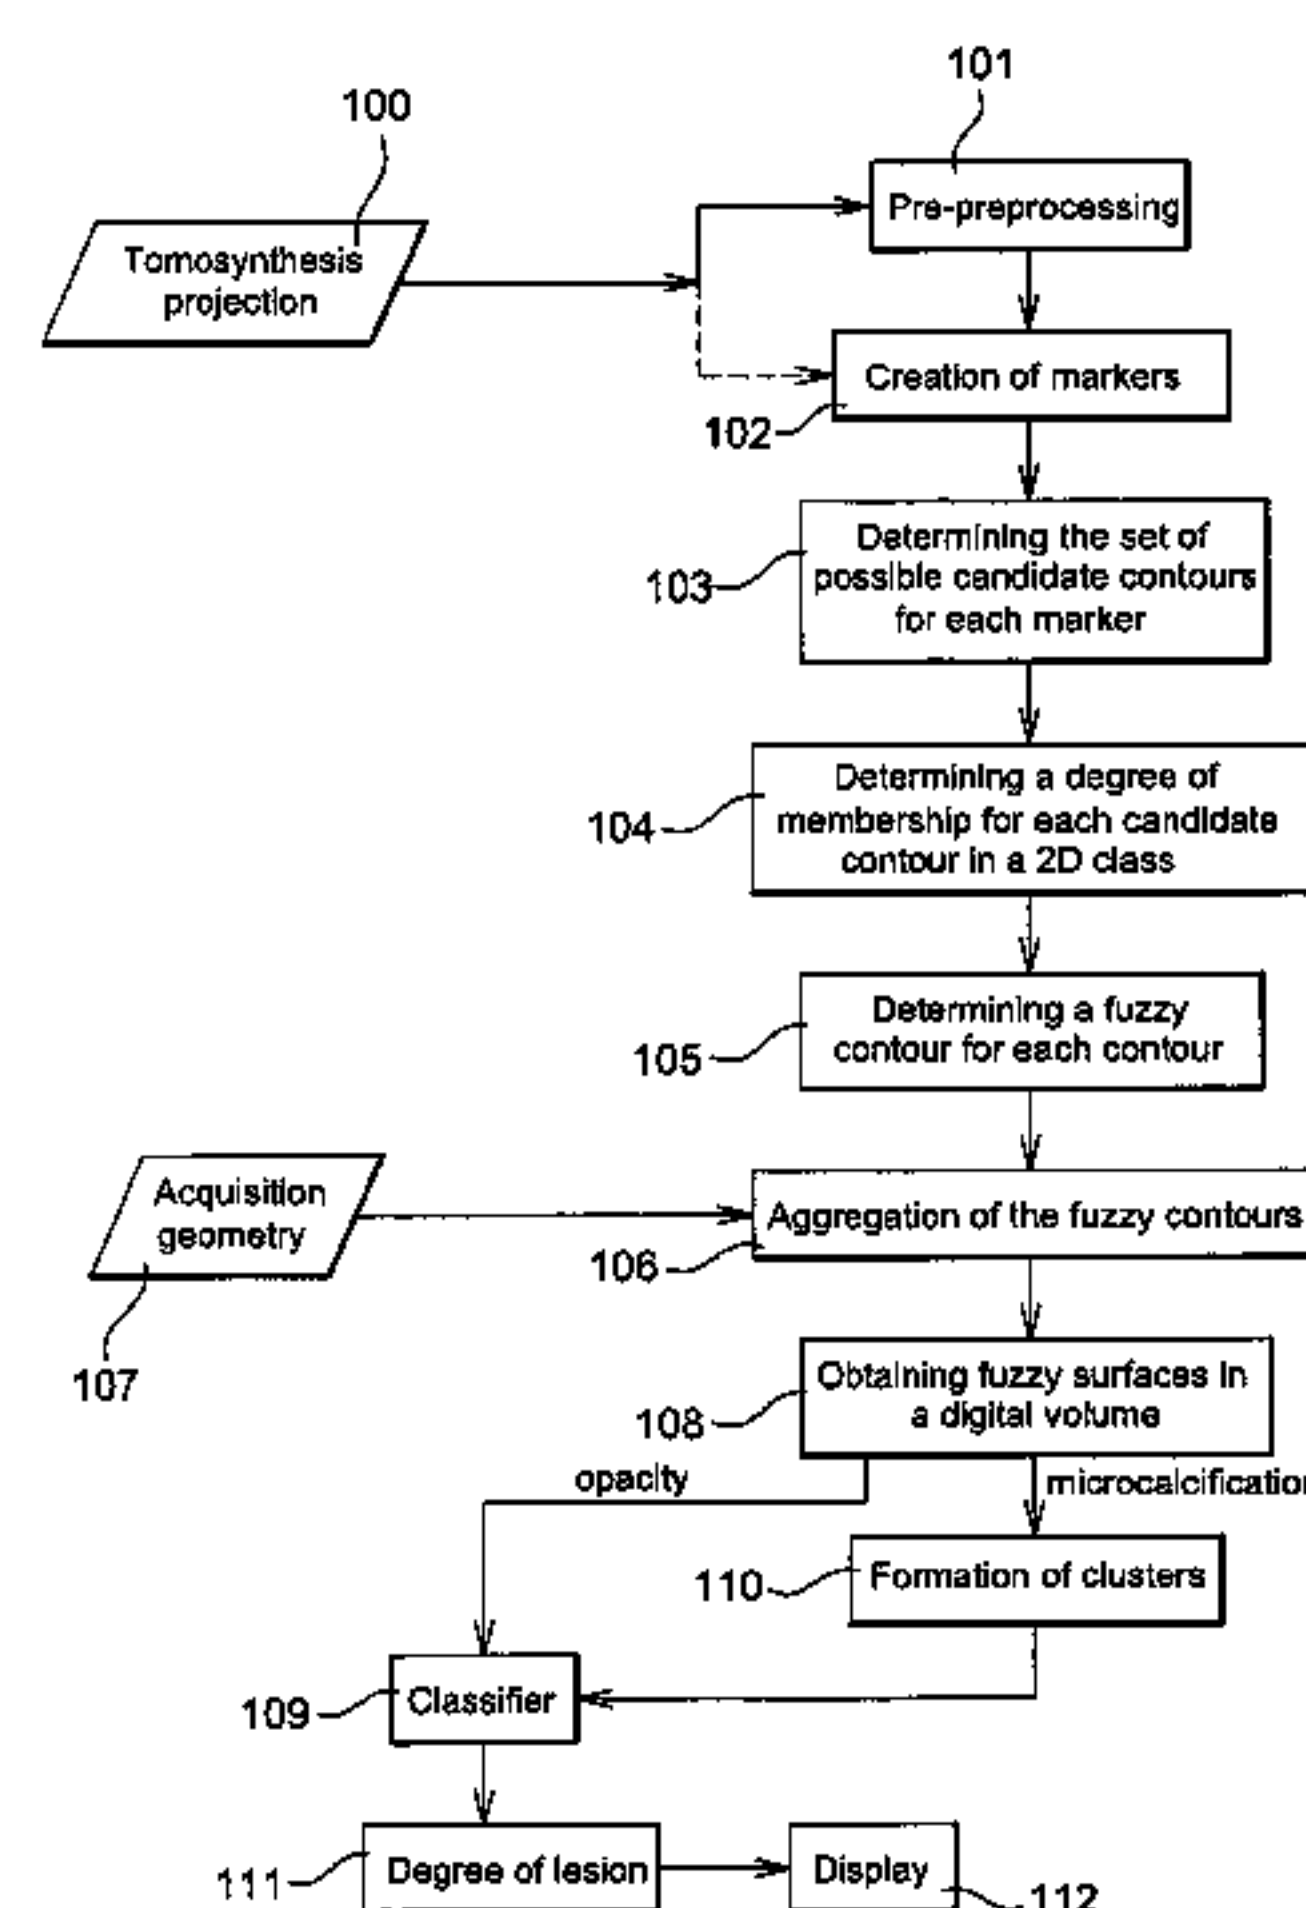 101
100
Pre-preprocessing
Tomosynthesis
projection
Creation of markers
102
Determining the set of
possible candidate contours
for each marker
103
Determining a degree of
membership for each candidate
contour in a 2D class
104
Determining a fuzzy
contour for each contour
105
Acquisition
geometry
Aggregation of the fuzzy contours
106
107
Obtaining fuzzy surfaces in
a digital volume
108
opacity
microcalcification
Formation of clusters
110
Classifier
109
Degree of lesion
111
Display
112